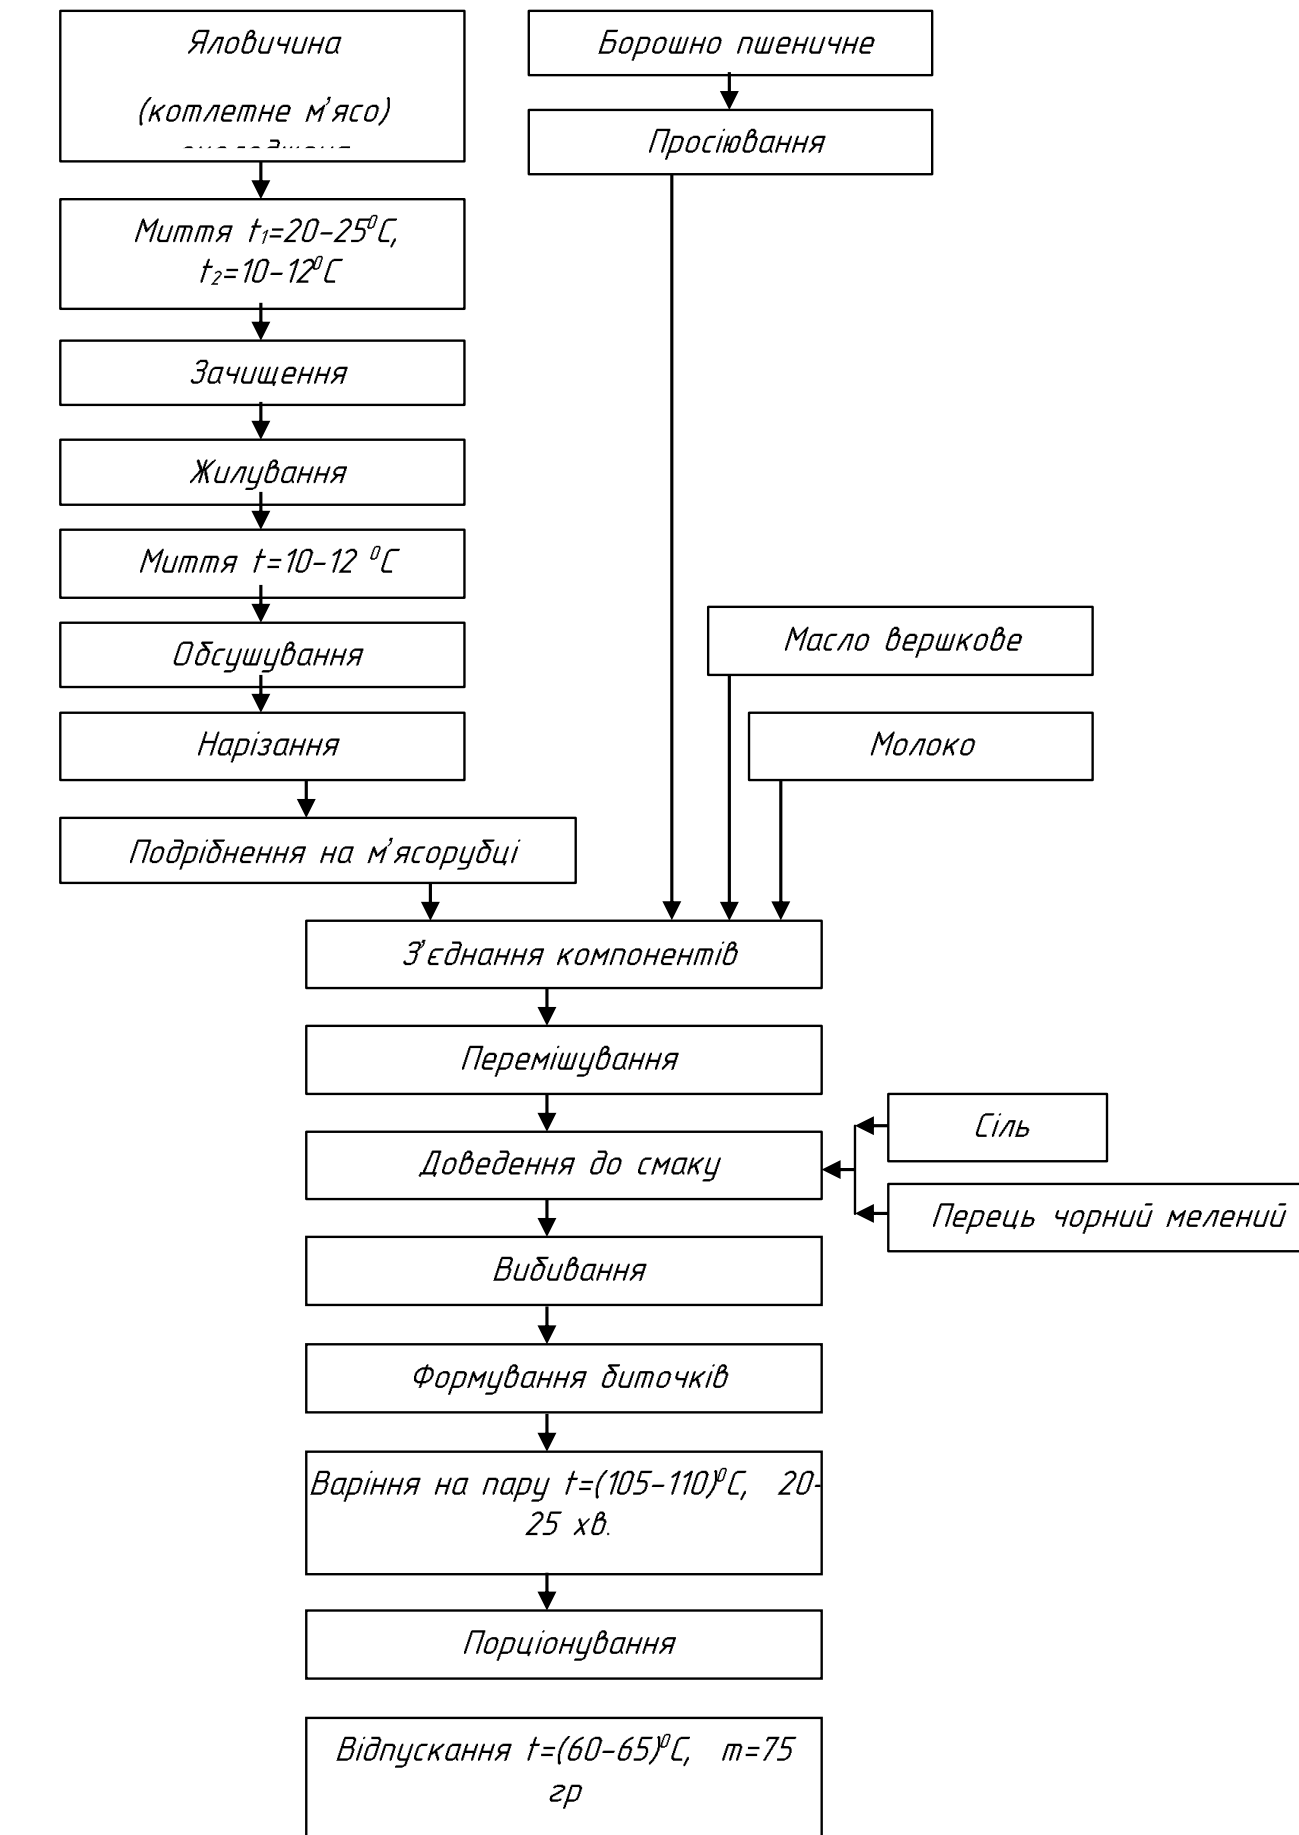 Яловичина
(котлетне м'ясо)
Борошно пшеничне
Просіювання
Миття t₁=20-25⁰С,
t₂=10-12⁰С
Зачищення
Жилування
Миття t=10-12 ⁰С
Обсушування
Нарізання
Подрібнення на м'ясорубці
Масло вершкове
Молоко
З'єднання компонентів
Перемішування
Доведення до смаку
Сіль
Перець чорний мелений
Вибивання
Формування биточків
Варіння на пару t=(105-110)⁰С, 20-
25 хв.
Порціонування
Відпускання t=(60-65)⁰С, m=75
гр